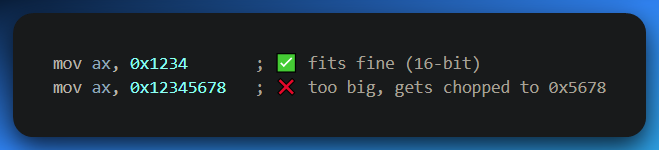 mov ax, 0x1234        ; ✅ fits fine (16-bit)
mov ax, 0x12345678   ; ❌ too big, gets chopped to 0x5678